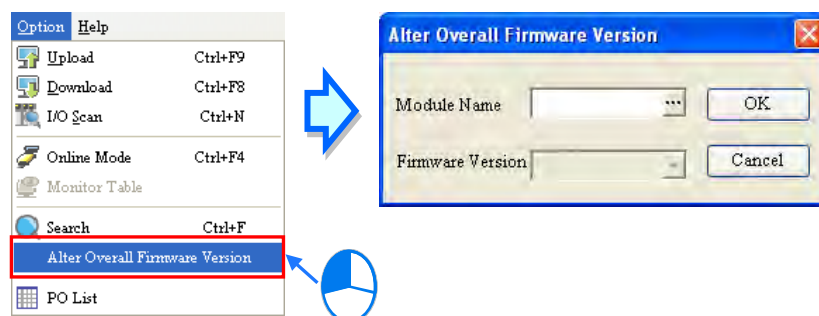 Option Help
Upload Ctrl+F9
Download Ctrl+F8
I/O Scan Ctrl+N
Online Mode Ctrl+F4
Monitor Table
Search Ctrl+F
Alter Overall Firmware Version
PO List
Alter Overall Firmware Version
Module Name ... OK
Firmware Version Cancel